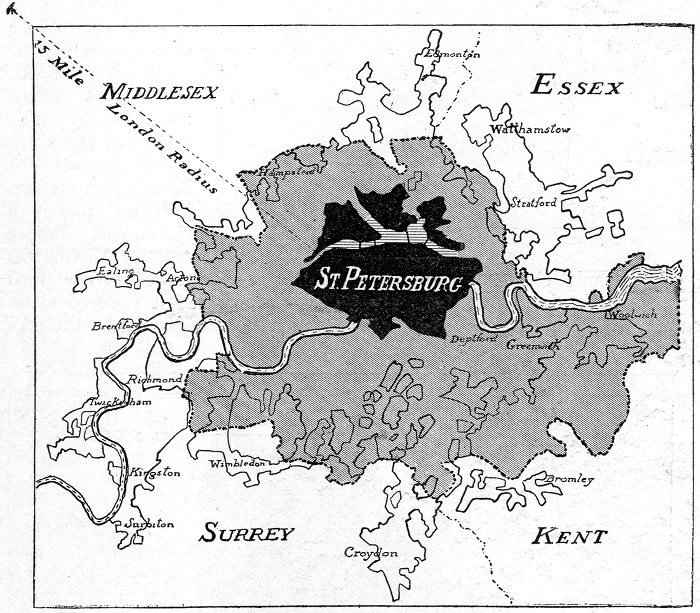 Edmonton
15 Mile
London Radius
MIDDLESEX
ESSEX
Walthamstow
Hampstead
Stratford
Ealing
Acton
ST. PETERSBURG
Brentford
Woolwich
Deptford
Greenwich
Richmond
Twickenham
Wimbledon
Kingston
Bromley
Surbiton
SURREY
KENT
Croydon